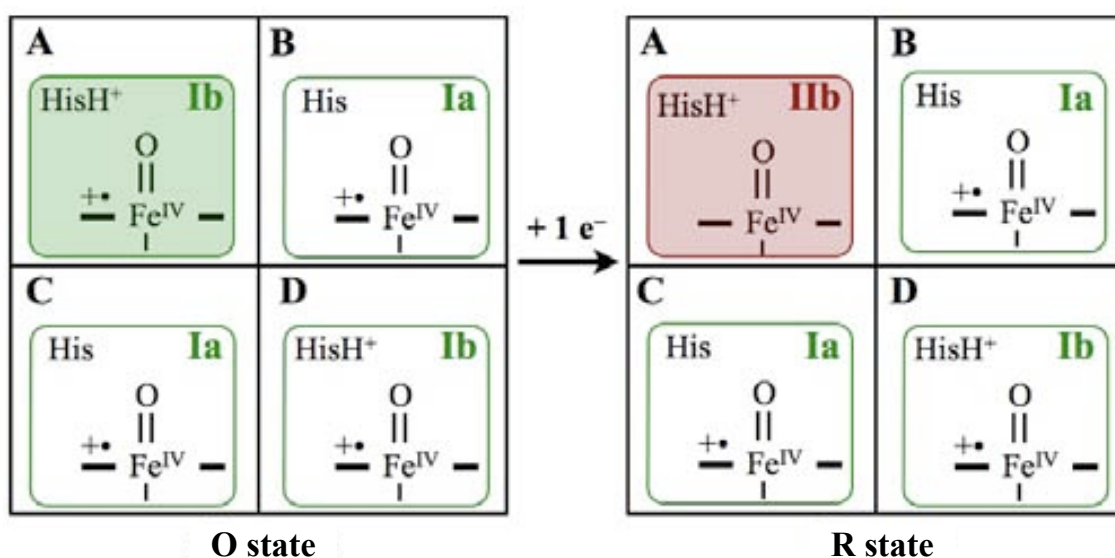 A
HisH⁺ Ib
O
+•
Feᴵⱽ
B
His Ia
O
+•
Feᴵⱽ
C
His Ia
O
+•
Feᴵⱽ
D
HisH⁺ Ib
O
+•
Feᴵⱽ
O state
+ 1 e⁻
A
HisH⁺ IIb
O
Feᴵⱽ
B
His Ia
O
+•
Feᴵⱽ
C
His Ia
O
+•
Feᴵⱽ
D
HisH⁺ Ib
O
+•
Feᴵⱽ
R state